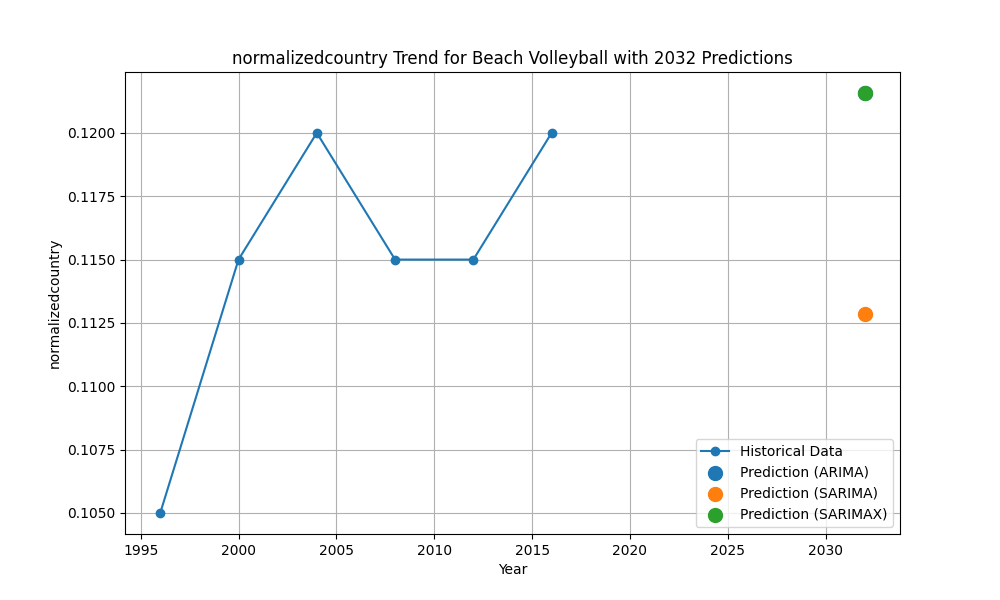 normalizedcountry Trend for Beach Volleyball with 2032 Predictions
0.1200
0.1175
0.1150
0.1125
0.1100
0.1075
0.1050
normalizedcountry
Historical Data
Prediction (ARIMA)
Prediction (SARIMA)
Prediction (SARIMAX)
1995 2000 2005 2010 2015 2020 2025 2030
Year